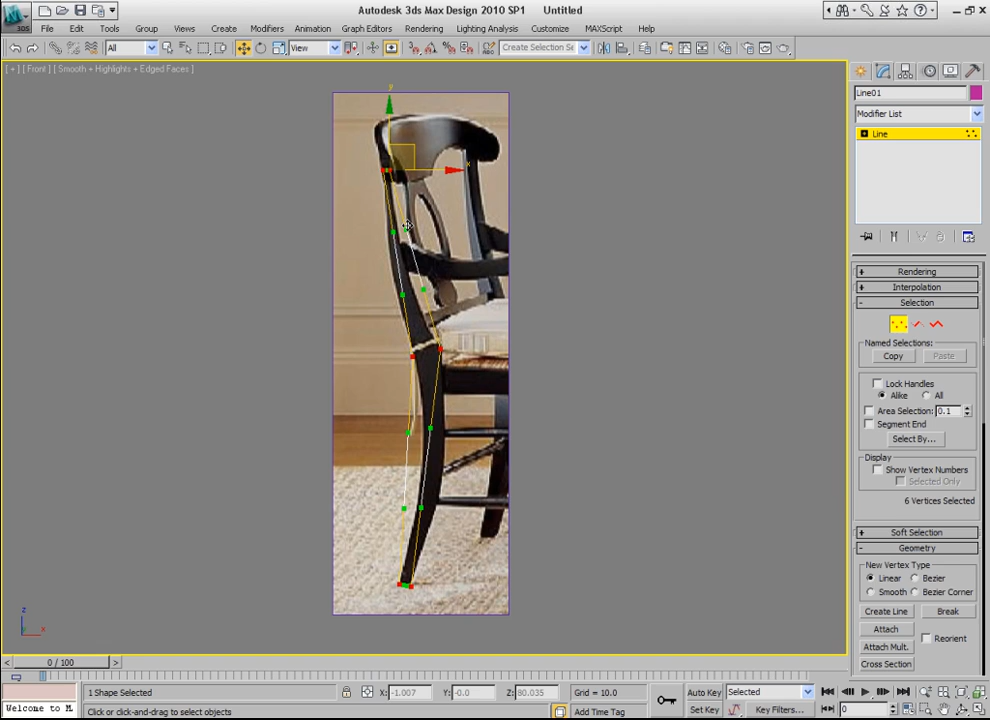 Autodesk 3ds Max Design 2010 SP1 Untitled
3DS
File Edit Tools Group Views Create Modifiers Animation Graph Editors Rendering Lighting Analysis Customize MAXScript Help
All View Create Selection Se
[ + ] [ Front ] [ Smooth + Highlights + Edged Faces ]
Line01
Modifier List
Line
+ Rendering
+ Interpolation
- Selection
Named Selections:
Copy Paste
Lock Handles
Alike All
Area Selection: 0.1
Segment End
Select By...
Display
Show Vertex Numbers
Selected Only
6 Vertices Selected
+ Soft Selection
- Geometry
New Vertex Type
Linear Bezier
Smooth Bezier Corner
Create Line Break
Attach
Reorient
Attach Mult.
Cross Section
y
x
z
x
< 0 / 100 >
1 Shape Selected X: -1.007 Y: -0.0 Z: 80.035 Grid = 10.0 Auto Key Selected
Welcome to M Click or click-and-drag to select objects Add Time Tag Set Key Key Filters... 0